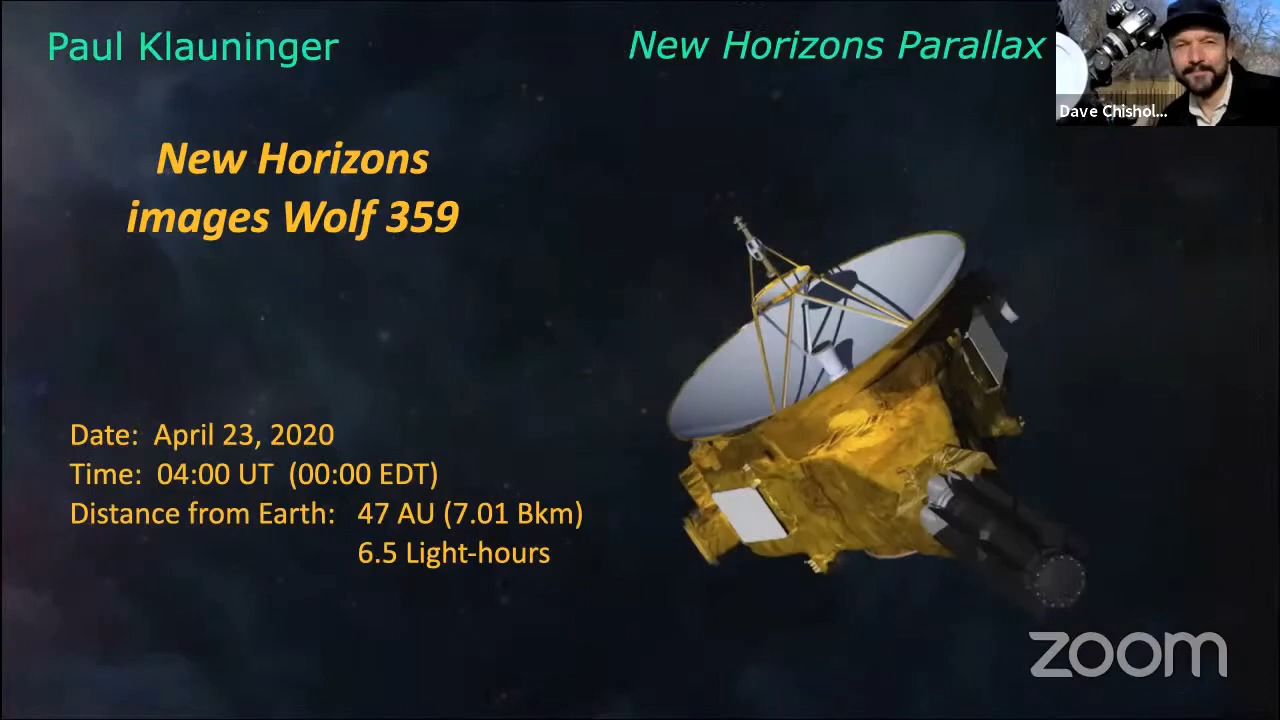 Paul Klauninger
New Horizons Parallax
Dave Chishol...
New Horizons
images Wolf 359
Date: April 23, 2020
Time: 04:00 UT (00:00 EDT)
Distance from Earth: 47 AU (7.01 Bkm)
6.5 Light-hours
zoom